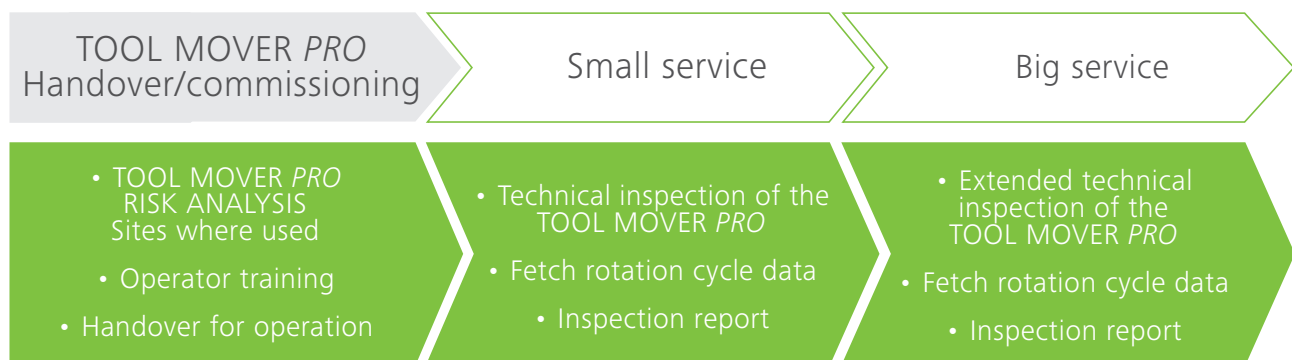 TOOL MOVER PRO
Handover/commissioning
Small service
Big service
• TOOL MOVER PRO
RISK ANALYSIS
Sites where used
• Operator training
• Handover for operation
• Technical inspection of the
TOOL MOVER PRO
• Fetch rotation cycle data
• Inspection report
• Extended technical
inspection of the
TOOL MOVER PRO
• Fetch rotation cycle data
• Inspection report